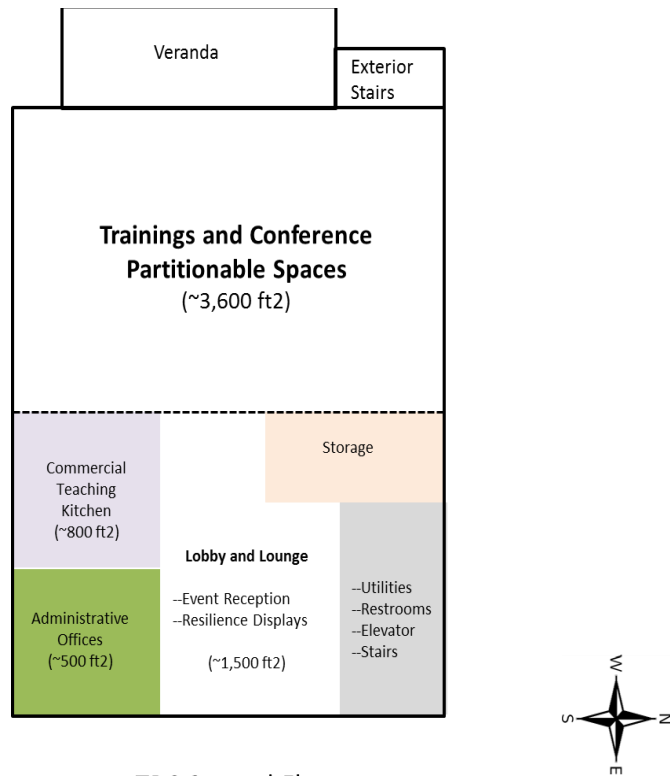 Veranda
Exterior
Stairs
Trainings and Conference
Partitionable Spaces
(~3,600 ft2)
Storage
Commercial
Teaching
Kitchen
(~800 ft2)
Lobby and Lounge
--Event Reception
--Resilience Displays
(~1,500 ft2)
--Utilities
--Restrooms
--Elevator
--Stairs
Administrative
Offices
(~500 ft2)
W
S
N
E